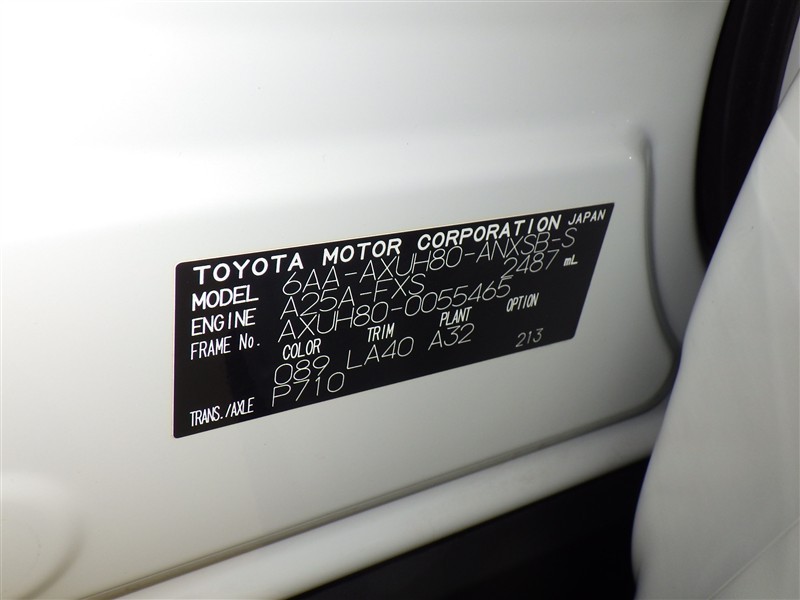 TOYOTA MOTOR CORPORATION JAPAN
MODEL 6AA-AXUH80-ANXSB-S
ENGINE A25A-FXS 2487 mL
FRAME No. AXUH80-0055465
COLOR TRIM PLANT OPTION
089 LA40 A32 213
TRANS./AXLE P710